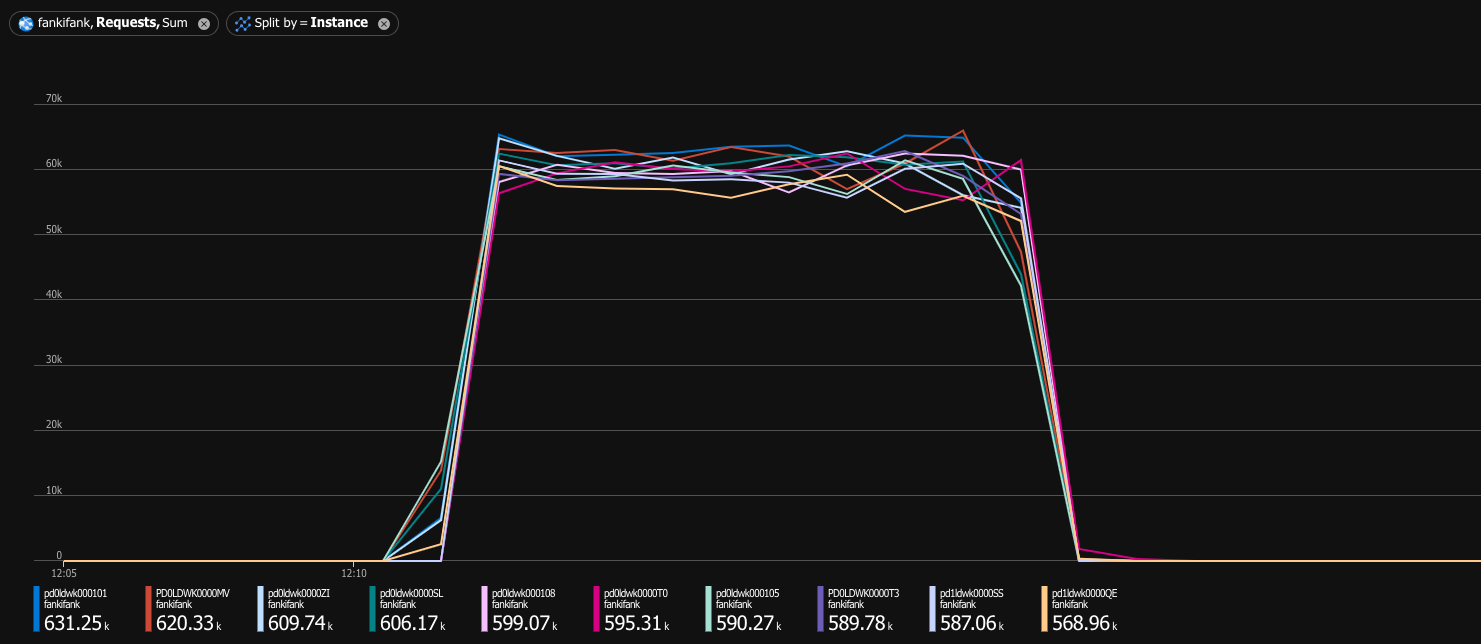 fankifank, Requests, Sum
Split by = Instance
70k
60k
50k
40k
30k
20k
10k
0
12:05 12:10
pd0ldwk000101 PD0LDWK0000MV pd0ldwk0000ZI pd0ldwk0000SL pd0ldwk000108 pd0ldwk0000T0 pd0ldwk000105 PD0LDWK0000T3 pd1ldwk0000SS pd1ldwk0000QE
fankifank fankifank fankifank fankifank fankifank fankifank fankifank fankifank fankifank fankifank
631.25 k 620.33 k 609.74 k 606.17 k 599.07 k 595.31 k 590.27 k 589.78 k 587.06 k 568.96 k